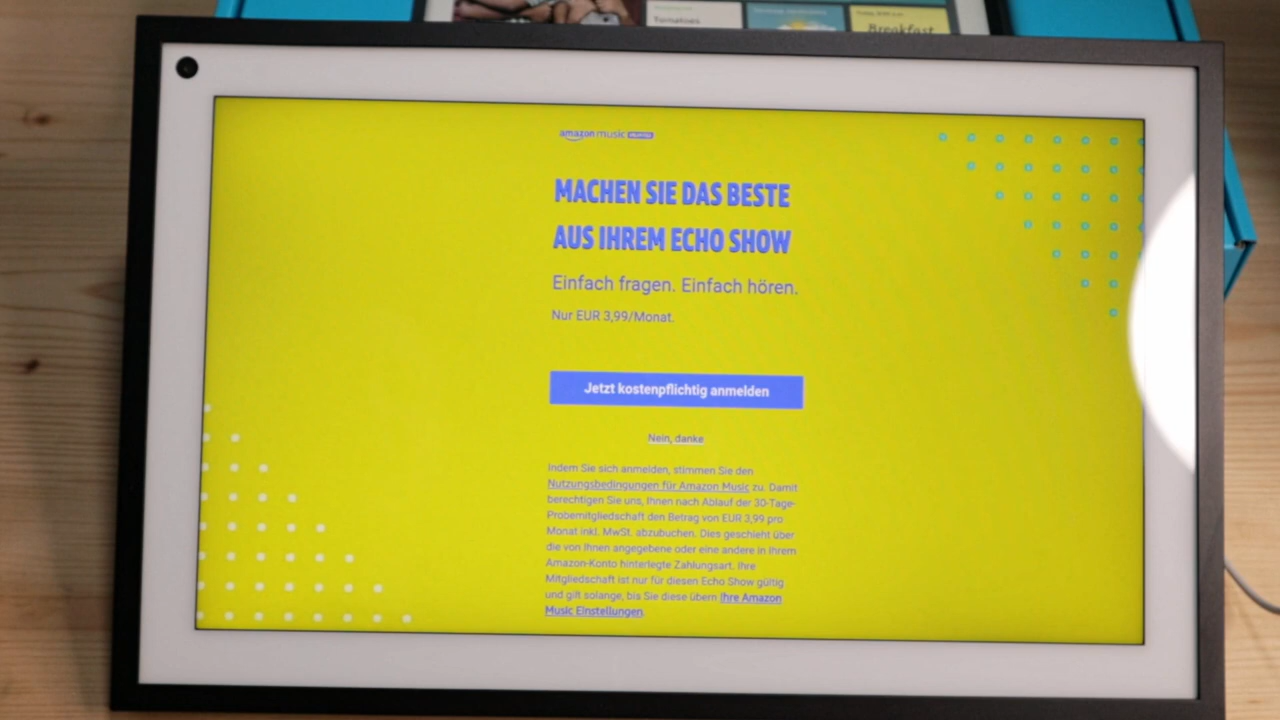 Tomatoes
Breakfast
amazon music
MACHEN SIE DAS BESTE
AUS IHREM ECHO SHOW
Einfach fragen. Einfach hören.
Nur EUR 3,99/Monat.
Jetzt kostenpflichtig anmelden
Nein, danke
Indem Sie sich anmelden, stimmen Sie den
Nutzungsbedingungen für Amazon Music zu. Damit
berechtigen Sie uns, Ihnen nach Ablauf der 30-Tage-
Probemitgliedschaft den Betrag von EUR 3,99 pro
Monat inkl. MwSt. abzubuchen. Dies geschieht über
die von Ihnen angegebene oder eine andere in Ihrem
Amazon-Konto hinterlegte Zahlungsart. Ihre
Mitgliedschaft ist nur für diesen Echo Show gültig
und gilt solange, bis Sie diese übern Ihre Amazon
Music Einstellungen.